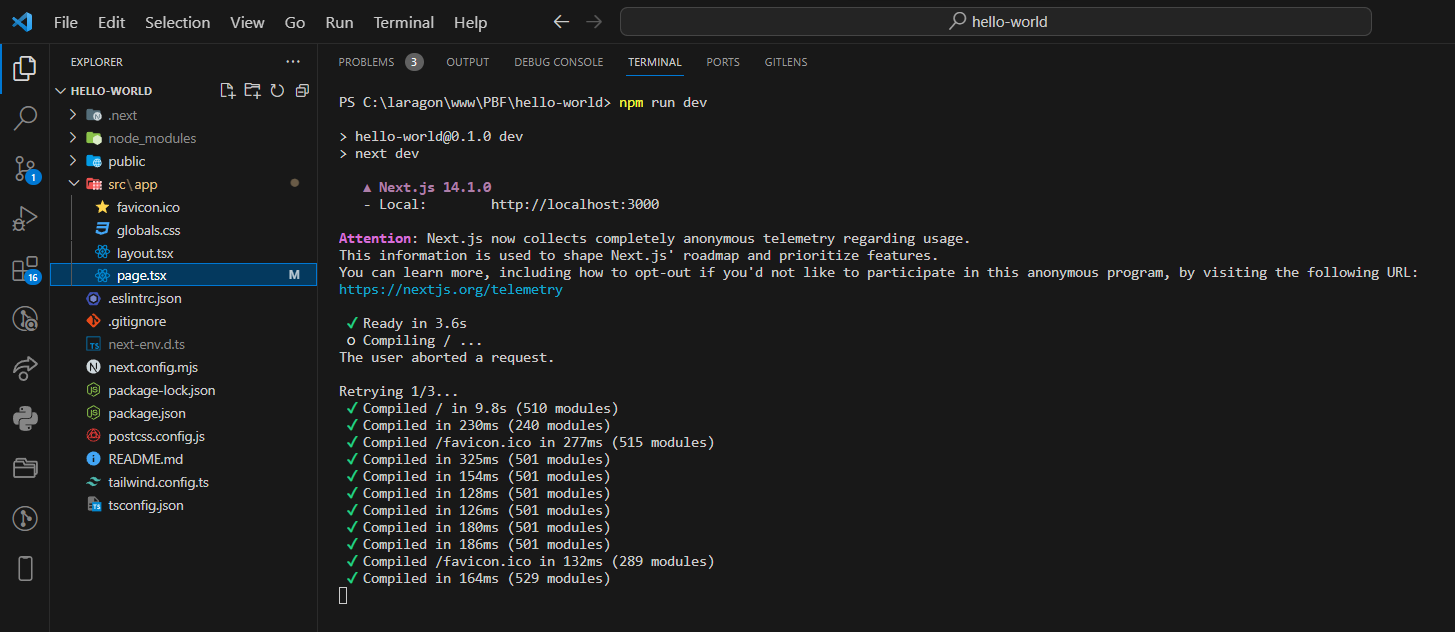 File Edit Selection View Go Run Terminal Help
hello-world
EXPLORER
HELLO-WORLD
.next
node_modules
public
src\app
favicon.ico
globals.css
layout.tsx
page.tsx M
.eslintrc.json
.gitignore
TS next-env.d.ts
N next.config.mjs
JS package-lock.json
JS package.json
postcss.config.js
README.md
tailwind.config.ts
TS tsconfig.json
1
16
PROBLEMS 3 OUTPUT DEBUG CONSOLE TERMINAL PORTS GITLENS
PS C:\laragon\www\PBF\hello-world> npm run dev
> hello-world@0.1.0 dev
> next dev
▲ Next.js 14.1.0
- Local: http://localhost:3000
Attention: Next.js now collects completely anonymous telemetry regarding usage.
This information is used to shape Next.js' roadmap and prioritize features.
You can learn more, including how to opt-out if you'd not like to participate in this anonymous program, by visiting the following URL:
https://nextjs.org/telemetry
✓ Ready in 3.6s
o Compiling / ...
The user aborted a request.
Retrying 1/3...
✓ Compiled / in 9.8s (510 modules)
✓ Compiled in 230ms (240 modules)
✓ Compiled /favicon.ico in 277ms (515 modules)
✓ Compiled in 325ms (501 modules)
✓ Compiled in 154ms (501 modules)
✓ Compiled in 128ms (501 modules)
✓ Compiled in 126ms (501 modules)
✓ Compiled in 180ms (501 modules)
✓ Compiled in 186ms (501 modules)
✓ Compiled /favicon.ico in 132ms (289 modules)
✓ Compiled in 164ms (529 modules)